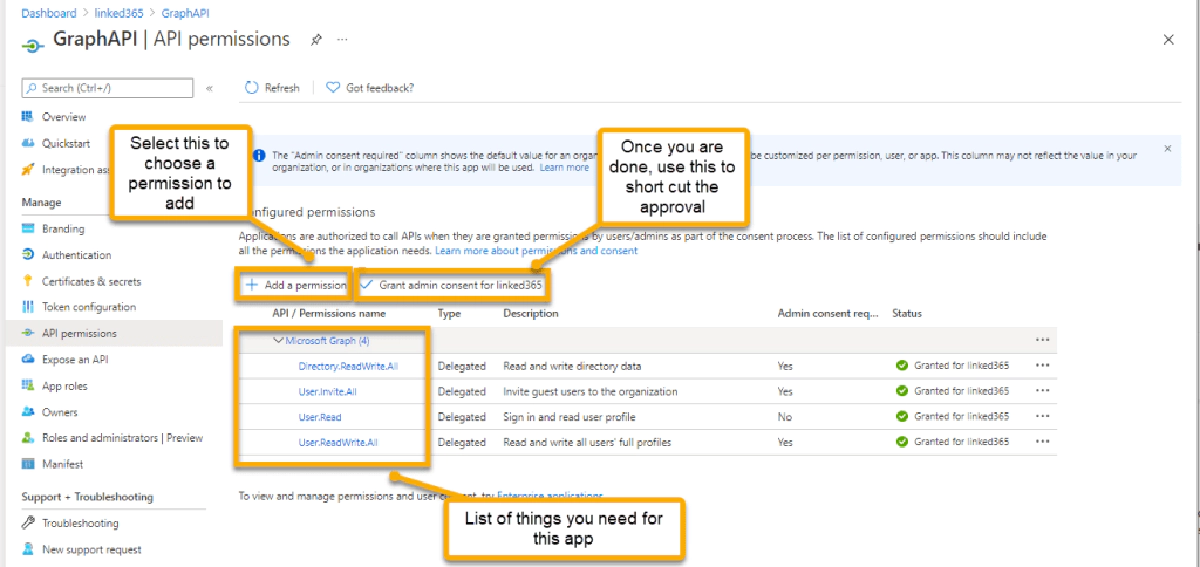 Dashboard > linked365 > GraphAPI
GraphAPI | API permissions ...
Search (Ctrl+/) «
Refresh Got feedback?
Overview
Quickstart
Integration ass
Manage
Branding
Authentication
Certificates & secrets
Token configuration
API permissions
Expose an API
App roles
Owners
Roles and administrators | Preview
Manifest
Support + Troubleshooting
Troubleshooting
New support request
Select this to
choose a
permission to
add
Once you are
done, use this to
short cut the
approval
The "Admin consent required" column shows the default value for an organ be customized per permission, user, or app. This column may not reflect the value in your
organization, or in organizations where this app will be used. Learn more
onfigured permissions
Applications are authorized to call APIs when they are granted permissions by users/admins as part of the consent process. The list of configured permissions should include
all the permissions the application needs. Learn more about permissions and consent
+ Add a permission Grant admin consent for linked365
API / Permissions name Type Description Admin consent req... Status
Microsoft Graph (4) ...
Directory.ReadWrite.All Delegated Read and write directory data Yes Granted for linked365 ...
User.Invite.All Delegated Invite guest users to the organization Yes Granted for linked365 ...
User.Read Delegated Sign in and read user profile No Granted for linked365 ...
User.ReadWrite.All Delegated Read and write all users' full profiles Yes Granted for linked365 ...
To view and manage permissions and user consent, try Enterprise applications.
List of things you need for
this app